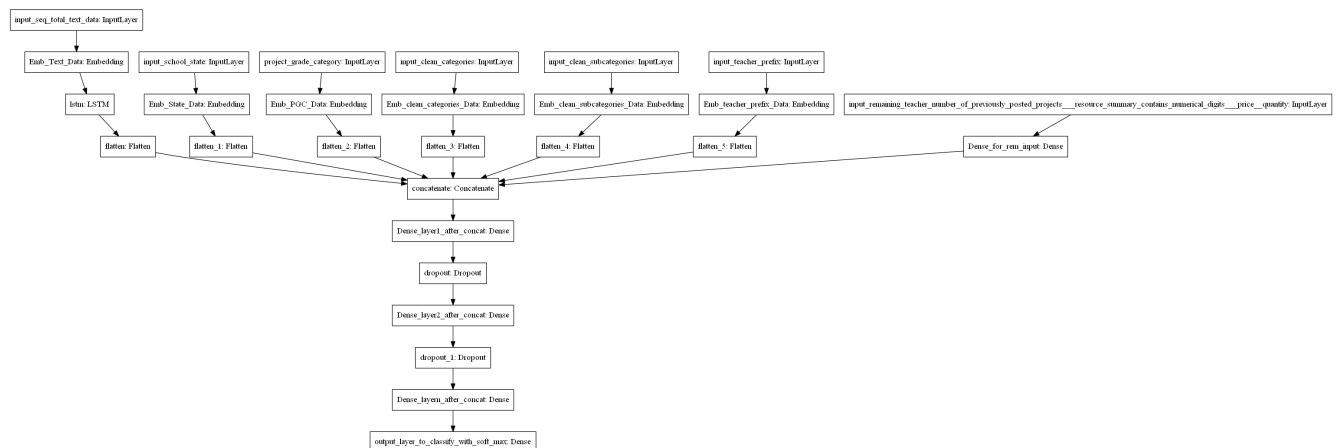 input_seq_total_text_data: InputLayer
Emb_Text_Data: Embedding
input_school_state: InputLayer
project_grade_category: InputLayer
input_clean_categories: InputLayer
input_clean_subcategories: InputLayer
input_teacher_prefix: InputLayer
lstm: LSTM
Emb_State_Data: Embedding
Emb_PGC_Data: Embedding
Emb_clean_categories_Data: Embedding
Emb_clean_subcategories_Data: Embedding
Emb_teacher_prefix_Data: Embedding
input_remaining_teacher_number_of_previously_posted_projects___resource_summary_contains_numerical_digits___price__quantity: InputLayer
flatten: Flatten
flatten_1: Flatten
flatten_2: Flatten
flatten_3: Flatten
flatten_4: Flatten
flatten_5: Flatten
Dense_for_rem_input: Dense
concatenate: Concatenate
Dense_layer1_after_concat: Dense
dropout: Dropout
Dense_layer2_after_concat: Dense
dropout_1: Dropout
Dense_layern_after_concat: Dense
output_layer_to_classify_with_soft_max: Dense